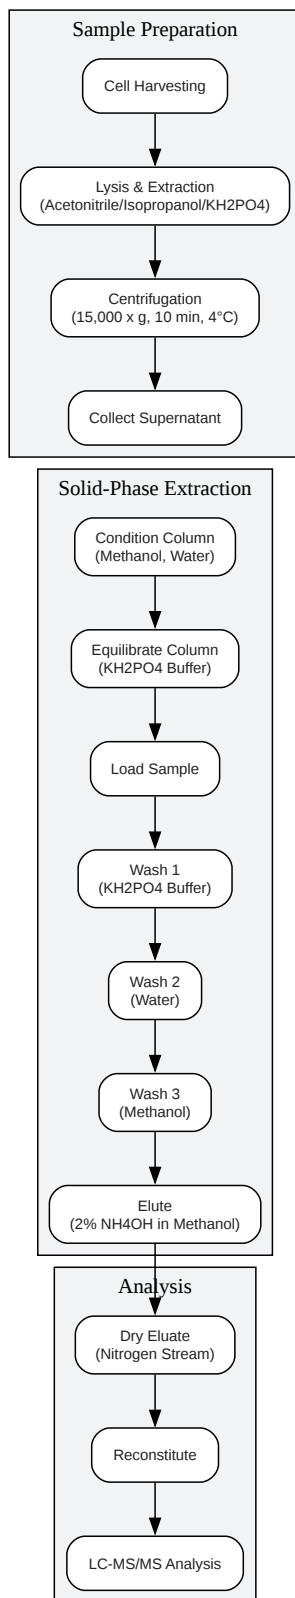 Sample Preparation
Cell Harvesting
Lysis & Extraction
(Acetonitrile/Isopropanol/KH2PO4)
Centrifugation
(15,000 x g, 10 min, 4°C)
Collect Supernatant
Solid-Phase Extraction
Condition Column
(Methanol, Water)
Equilibrate Column
(KH2PO4 Buffer)
Load Sample
Wash 1
(KH2PO4 Buffer)
Wash 2
(Water)
Wash 3
(Methanol)
Elute
(2% NH4OH in Methanol)
Analysis
Dry Eluate
(Nitrogen Stream)
Reconstitute
LC-MS/MS Analysis